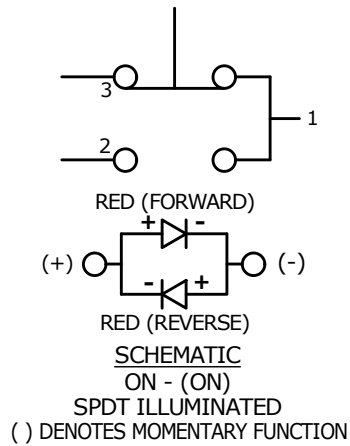 3
1
2
RED (FORWARD)
+ -
(+) (-)
- +
RED (REVERSE)
SCHEMATIC
ON - (ON)
SPDT ILLUMINATED
( ) DENOTES MOMENTARY FUNCTION